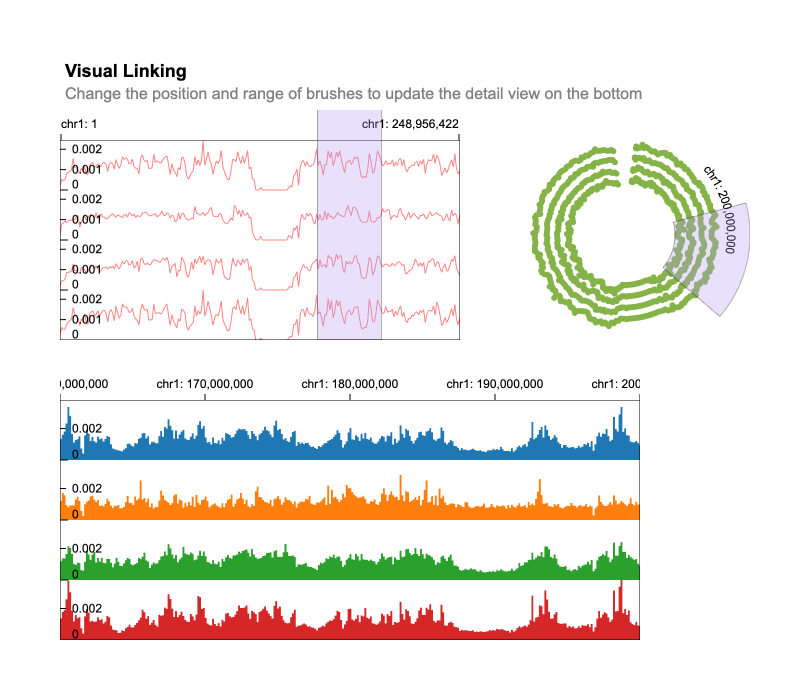 Visual Linking
Change the position and range of brushes to update the detail view on the bottom
chr1: 1
chr1: 248,956,422
0.002
0.001
0
0.002
0.001
0
0.002
0.001
0
0.002
0.001
0
chr1: 200,000,000
0,000,000
chr1: 170,000,000
chr1: 180,000,000
chr1: 190,000,000
chr1: 200
0.002
0
0.002
0
0.002
0
0.002
0